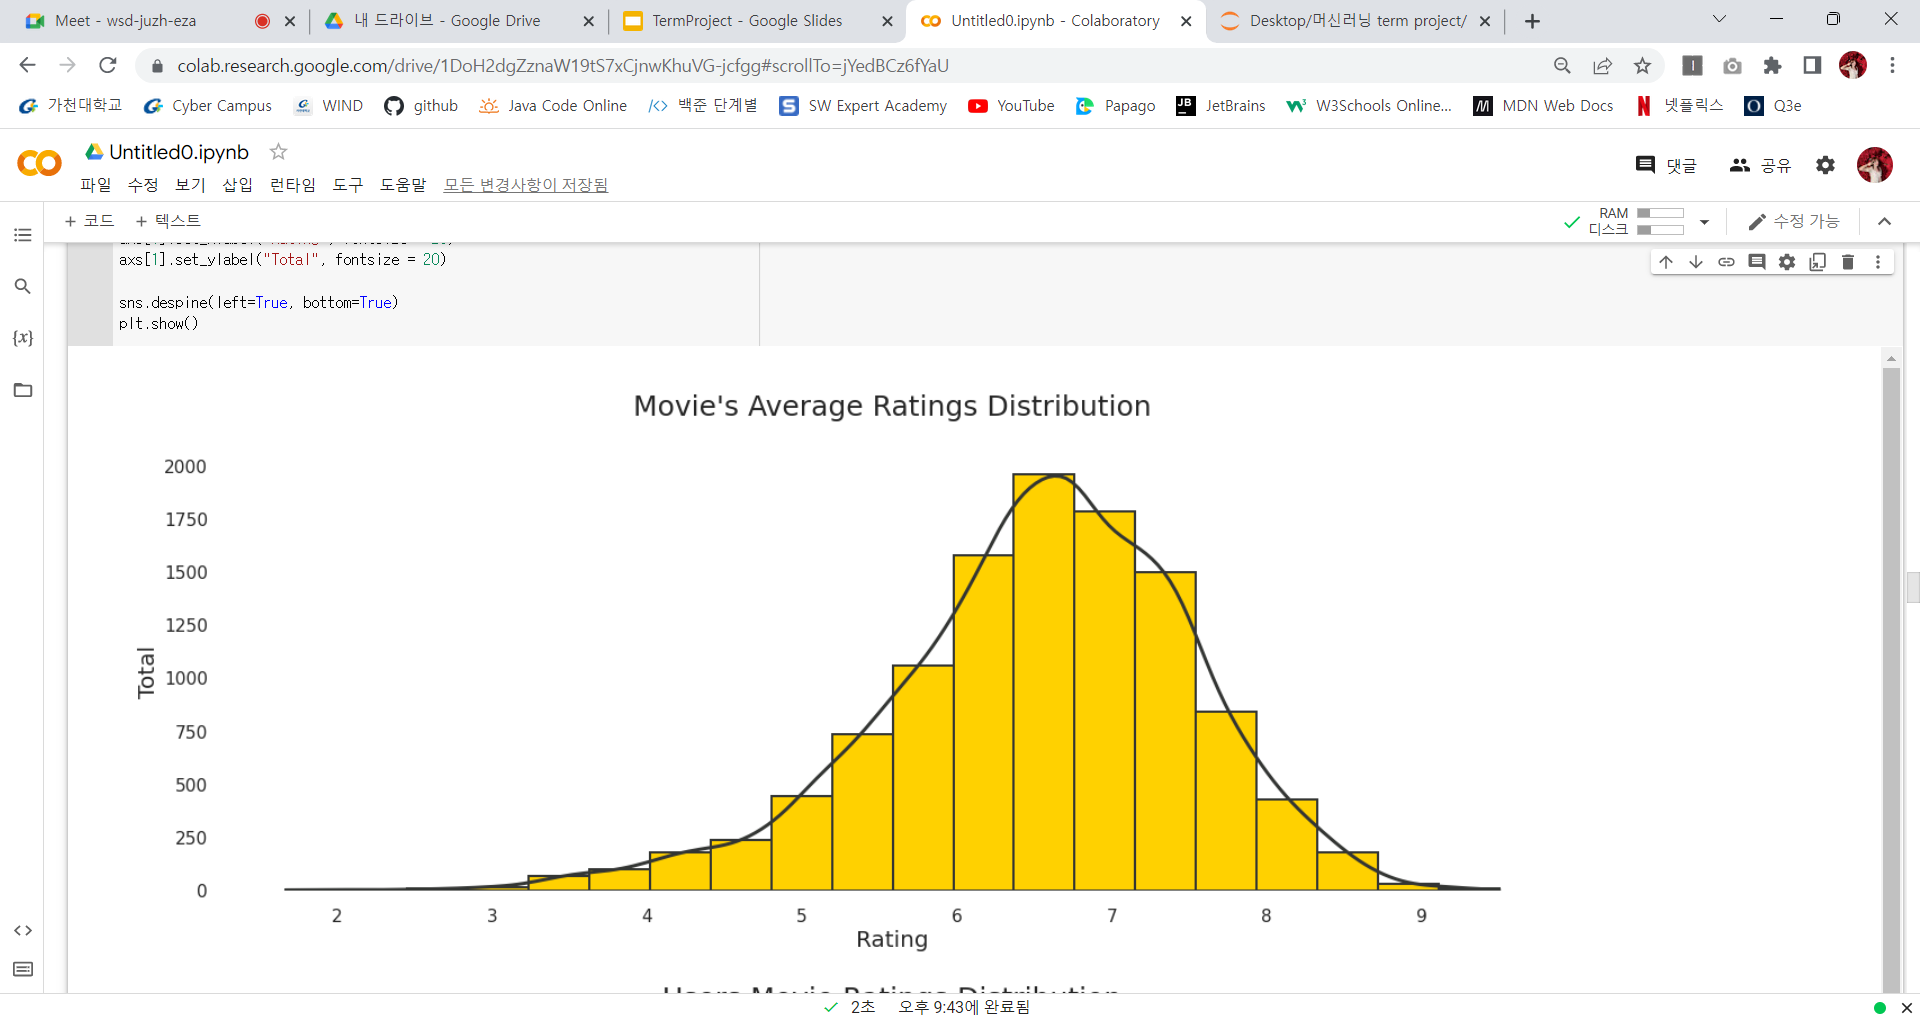 Meet - wsd-juzh-eza
내 드라이브 - Google Drive
TermProject - Google Slides
Untitled0.ipynb - Colaboratory
Desktop/머신러닝 term project/
colab.research.google.com/drive/1DoH2dgZznaW19tS7xCjnwKhuVG-jcfgg#scrollTo=jYedBCz6fYaU
가천대학교 Cyber Campus WIND github Java Code Online 백준 단계별 SW Expert Academy YouTube Papago JetBrains W3Schools Online... MDN Web Docs 넷플릭스 Q3e
Untitled0.ipynb
댓글 공유
파일 수정 보기 삽입 런타임 도구 도움말 모든 변경사항이 저장됨
+ 코드 + 텍스트
RAM
디스크
수정 가능
axs[1].set_ylabel("Total", fontsize = 20)
sns.despine(left=True, bottom=True)
plt.show()
{x}
Movie's Average Ratings Distribution
2000
1750
1500
1250
1000
750
500
250
0
Total
2 3 4 5 6 7 8 9
Rating
Users Movie Ratings Distribution
2초 오후 9:43에 완료됨